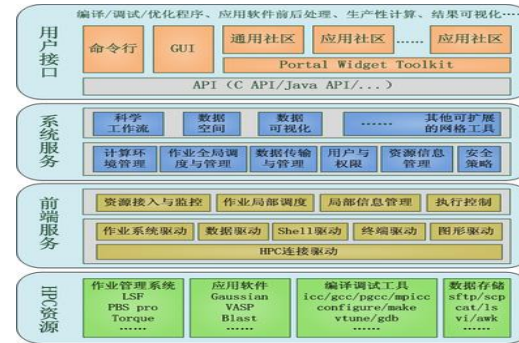 编译/调试/优化程序、应用软件前后处理、生产性计算、结果可视化……
用户接口
命令行
GUI
通用社区
应用社区
……
应用社区
Portal Widget Toolkit
API (C API/Java API/...)
系统服务
科学
工作流
数据
空间
数据
可视化
……
其他可扩展
的网格工具
计算环
境管理
作业全局调
度与管理
数据传输
与管理
用户与
权限
资源信息
管理
安全
策略
前端服务
资源接入与监控
作业局部调度
局部信息管理
执行控制
作业系统驱动
数据驱动
Shell驱动
终端驱动
图形驱动
HPC连接驱动
HPC资源
作业管理系统
LSF
PBS pro
Torque
……
应用软件
Gaussian
VASP
Blast
……
编译调试工具
icc/gcc/pgcc/mpicc
configure/make
vtune/gdb
……
数据存储
sftp/scp
cat/ls
vi/awk
……